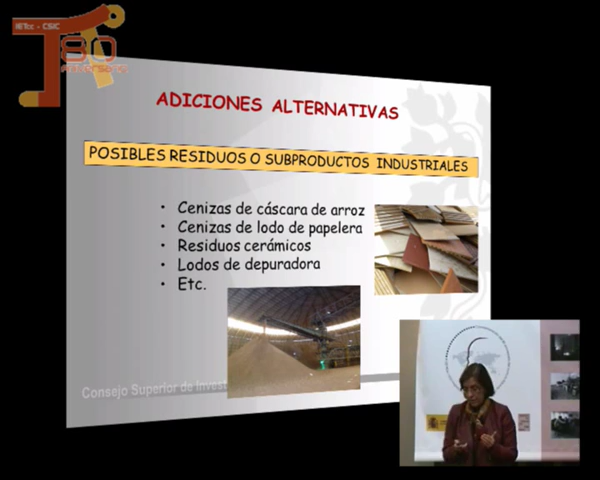 IETcc - CSIC
80
ADICIONES ALTERNATIVAS
POSIBLES RESIDUOS O SUBPRODUCTOS INDUSTRIALES
• Cenizas de cáscara de arroz
• Cenizas de lodo de papelera
• Residuos cerámicos
• Lodos de depuradora
• Etc.
Consejo Superior de Invest